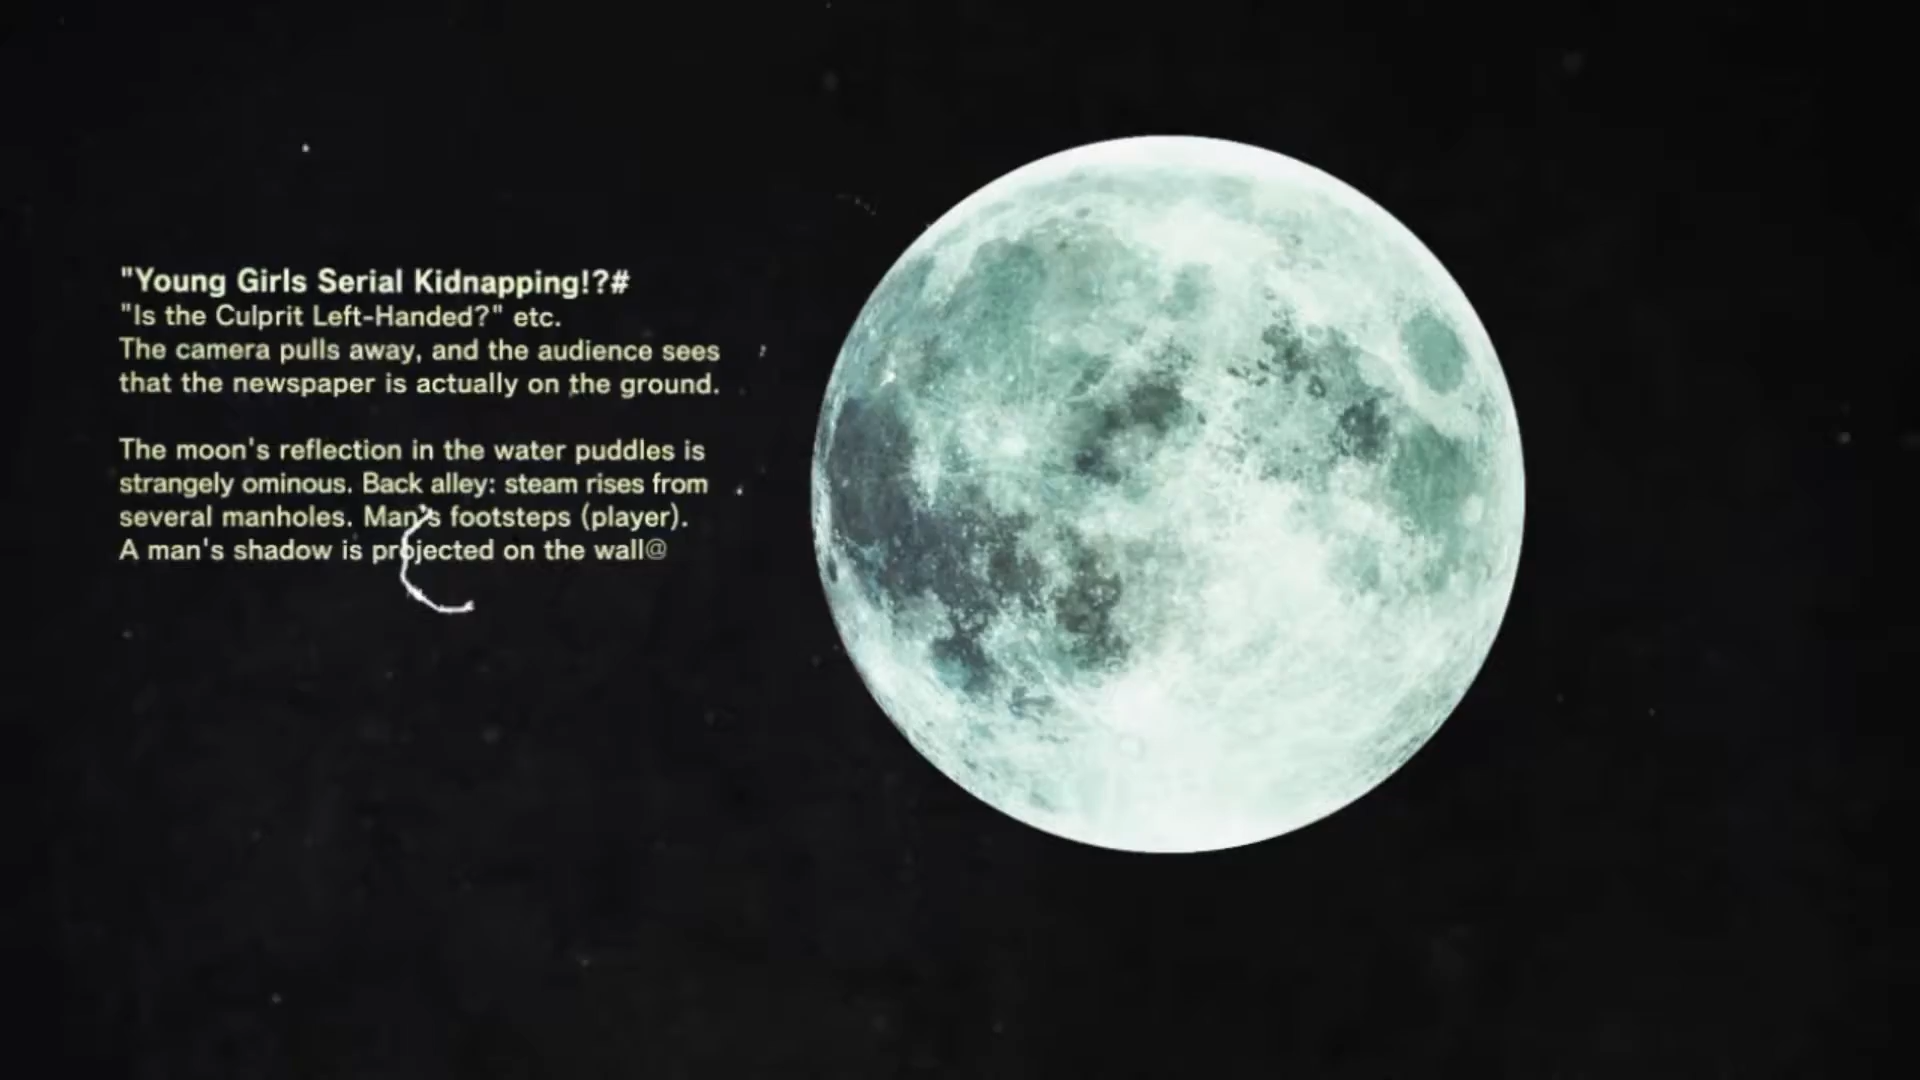 "Young Girls Serial Kidnapping!?#
"Is the Culprit Left-Handed?" etc.
The camera pulls away, and the audience sees
that the newspaper is actually on the ground.
The moon's reflection in the water puddles is
strangely ominous. Back alley: steam rises from
several manholes. Man's footsteps (player).
A man's shadow is projected on the wall@